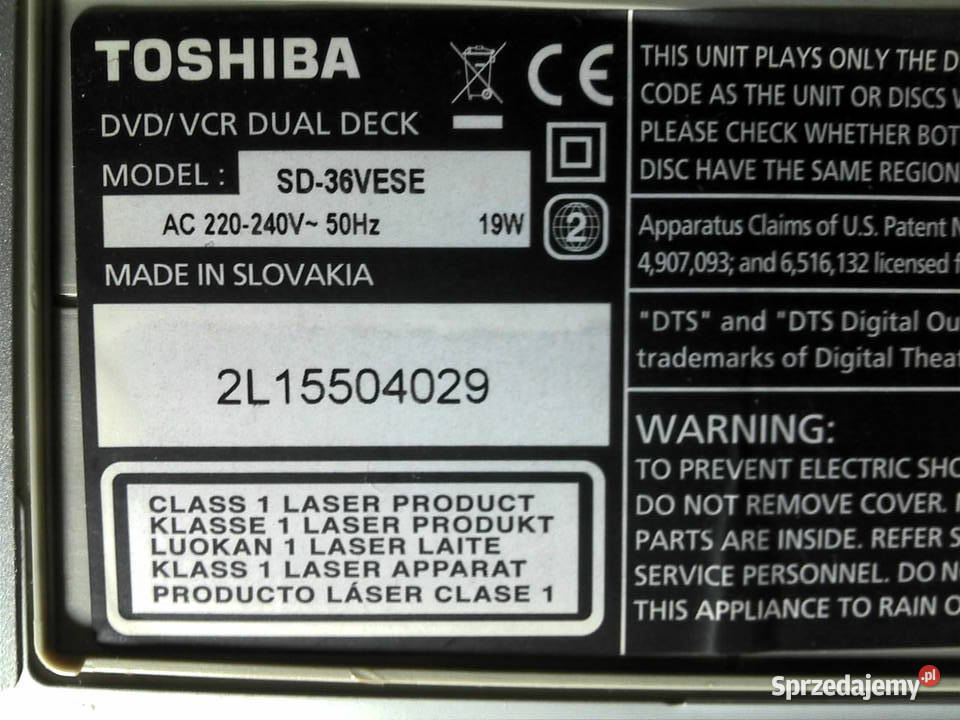 TOSHIBA
DVD/VCR DUAL DECK
MODEL : SD-36VESE
AC 220-240V~ 50Hz 19W
MADE IN SLOVAKIA
2L15504029
CLASS 1 LASER PRODUCT
KLASSE 1 LASER PRODUKT
LUOKAN 1 LASER LAITE
KLASS 1 LASER APPARAT
PRODUCTO LÁSER CLASE 1
CE
2
THIS UNIT PLAYS ONLY THE
CODE AS THE UNIT OR DISCS
PLEASE CHECK WHETHER
DISC HAVE THE SAME REGION
Apparatus Claims of U.S. Patent
4,907,093; and 6,516,132 licensed
"DTS" and "DTS Digital
trademarks of Digital
WARNING:
TO PREVENT ELECTRIC
DO NOT REMOVE COVER.
PARTS ARE INSIDE. REFER
SERVICE PERSONNEL. DO
THIS APPLIANCE TO RAIN
Sprzedajemy.pl